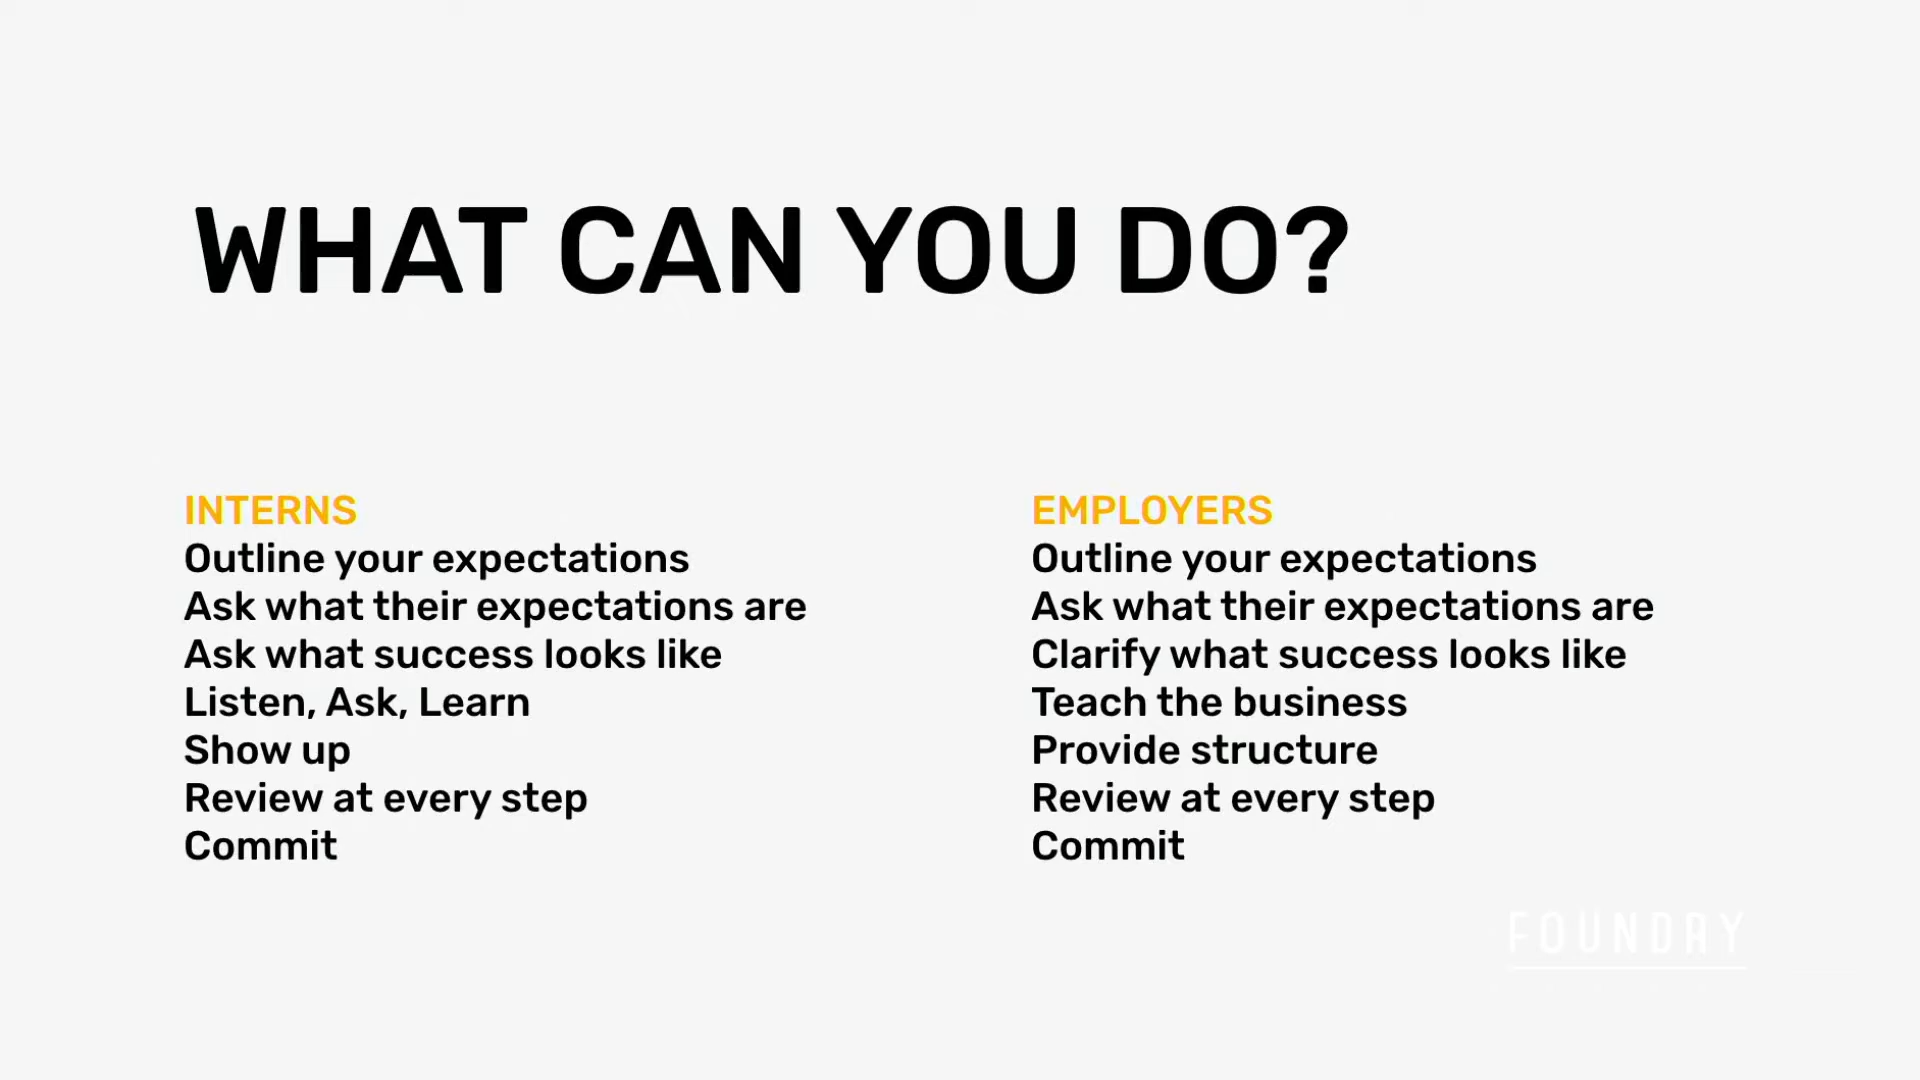 WHAT CAN YOU DO?
INTERNS
Outline your expectations
Ask what their expectations are
Ask what success looks like
Listen, Ask, Learn
Show up
Review at every step
Commit
EMPLOYERS
Outline your expectations
Ask what their expectations are
Clarify what success looks like
Teach the business
Provide structure
Review at every step
Commit
FOUNDRY